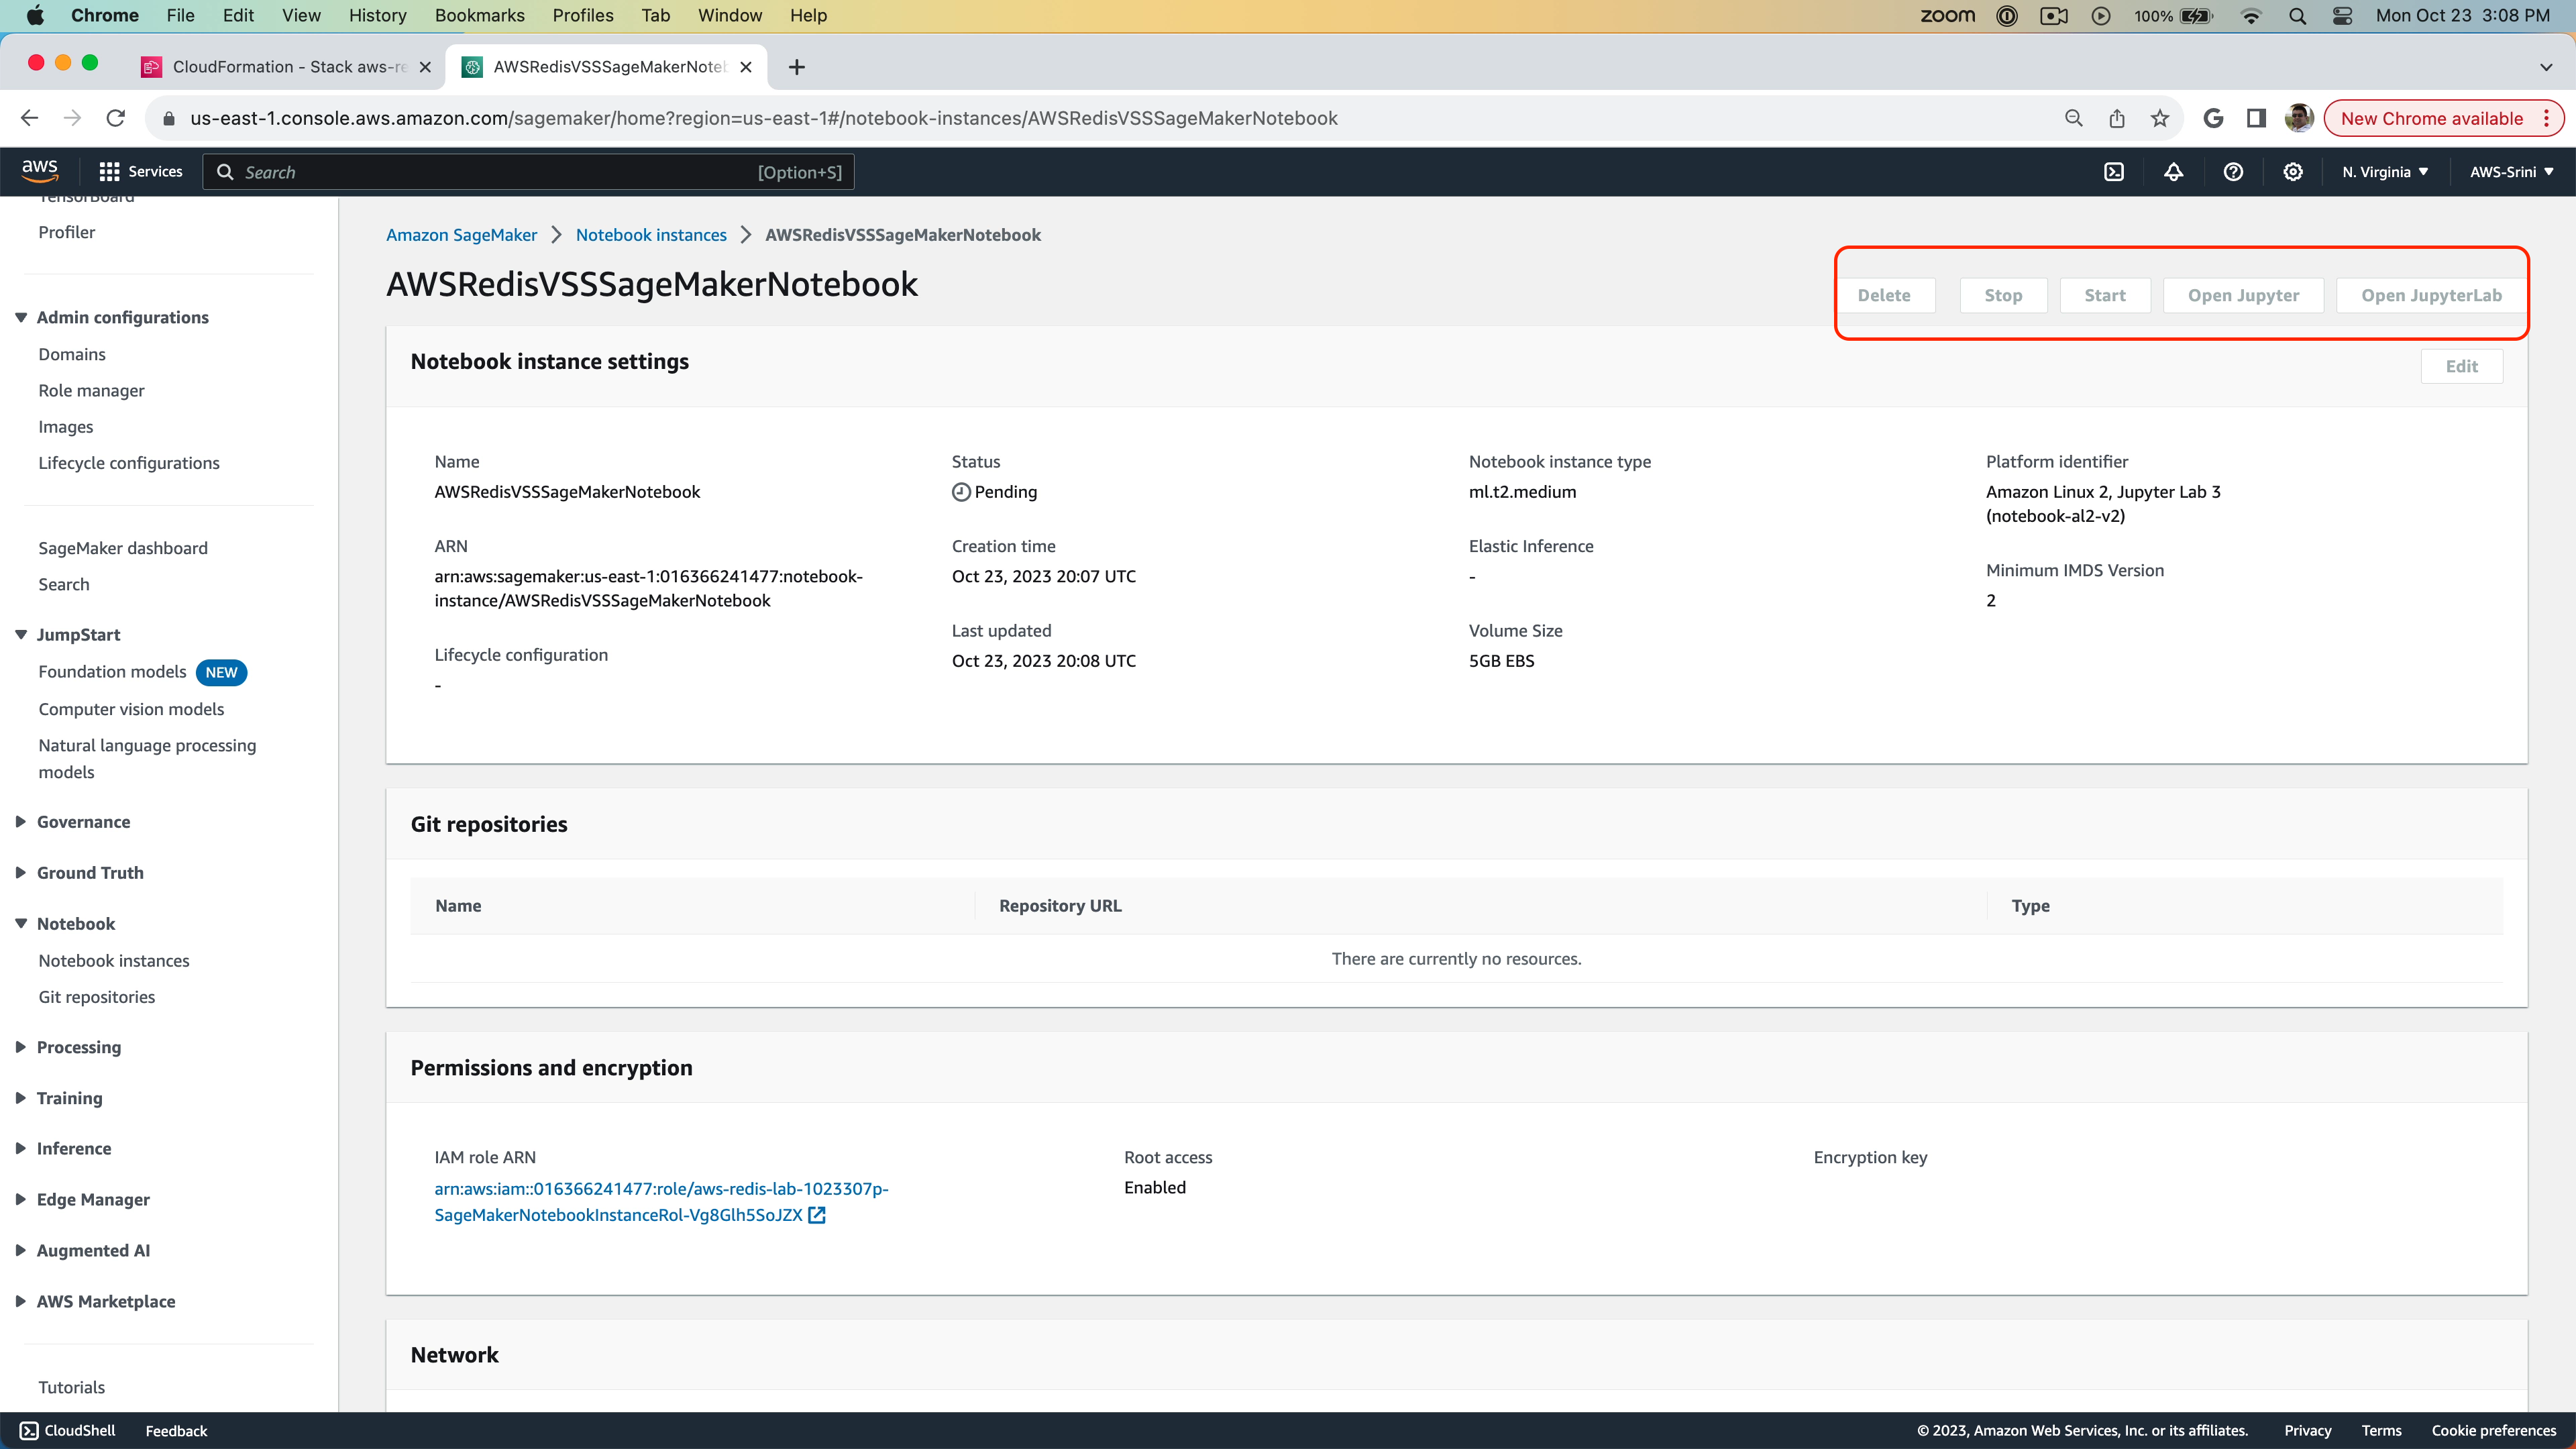 Chrome File Edit View History Bookmarks Profiles Tab Window Help
zoom 100% Mon Oct 23 3:08 PM
CloudFormation - Stack aws-re
AWSRedisVSSSageMakerNoteb
us-east-1.console.aws.amazon.com/sagemaker/home?region=us-east-1#/notebook-instances/AWSRedisVSSSageMakerNotebook
New Chrome available
aws Services Search [Option+S] N. Virginia AWS-Srini
TensorBoard
Profiler
Admin configurations
Domains
Role manager
Images
Lifecycle configurations
SageMaker dashboard
Search
JumpStart
Foundation models NEW
Computer vision models
Natural language processing
models
Governance
Ground Truth
Notebook
Notebook instances
Git repositories
Processing
Training
Inference
Edge Manager
Augmented AI
AWS Marketplace
Tutorials
Amazon SageMaker Notebook instances AWSRedisVSSSageMakerNotebook
AWSRedisVSSSageMakerNotebook
Delete Stop Start Open Jupyter Open JupyterLab
Notebook instance settings
Edit
Name
AWSRedisVSSSageMakerNotebook
ARN
arn:aws:sagemaker:us-east-1:016366241477:notebook-
instance/AWSRedisVSSSageMakerNotebook
Lifecycle configuration
-
Status
Pending
Creation time
Oct 23, 2023 20:07 UTC
Last updated
Oct 23, 2023 20:08 UTC
Notebook instance type
ml.t2.medium
Elastic Inference
-
Volume Size
5GB EBS
Platform identifier
Amazon Linux 2, Jupyter Lab 3
(notebook-al2-v2)
Minimum IMDS Version
2
Git repositories
Name Repository URL Type
There are currently no resources.
Permissions and encryption
IAM role ARN
arn:aws:iam::016366241477:role/aws-redis-lab-1023307p-
SageMakerNotebookInstanceRol-Vg8Glh5SoJZX
Root access
Enabled
Encryption key
Network
CloudShell Feedback
© 2023, Amazon Web Services, Inc. or its affiliates. Privacy Terms Cookie preferences